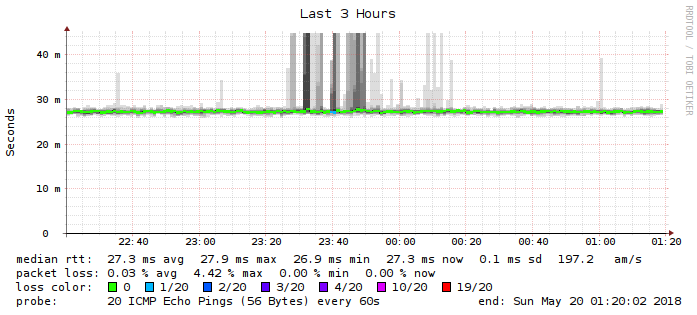 Last 3 Hours
RRDTOOL / TOBI OETIKER
Seconds
40 m
30 m
20 m
10 m
0
22:40 23:00 23:20 23:40 00:00 00:20 00:40 01:00 01:20
median rtt: 27.3 ms avg 27.9 ms max 26.9 ms min 27.3 ms now 0.1 ms sd 197.2 am/s
packet loss: 0.03 % avg 4.42 % max 0.00 % min 0.00 % now
loss color: 0 1/20 2/20 3/20 4/20 10/20 19/20
probe: 20 ICMP Echo Pings (56 Bytes) every 60s end: Sun May 20 01:20:02 2018